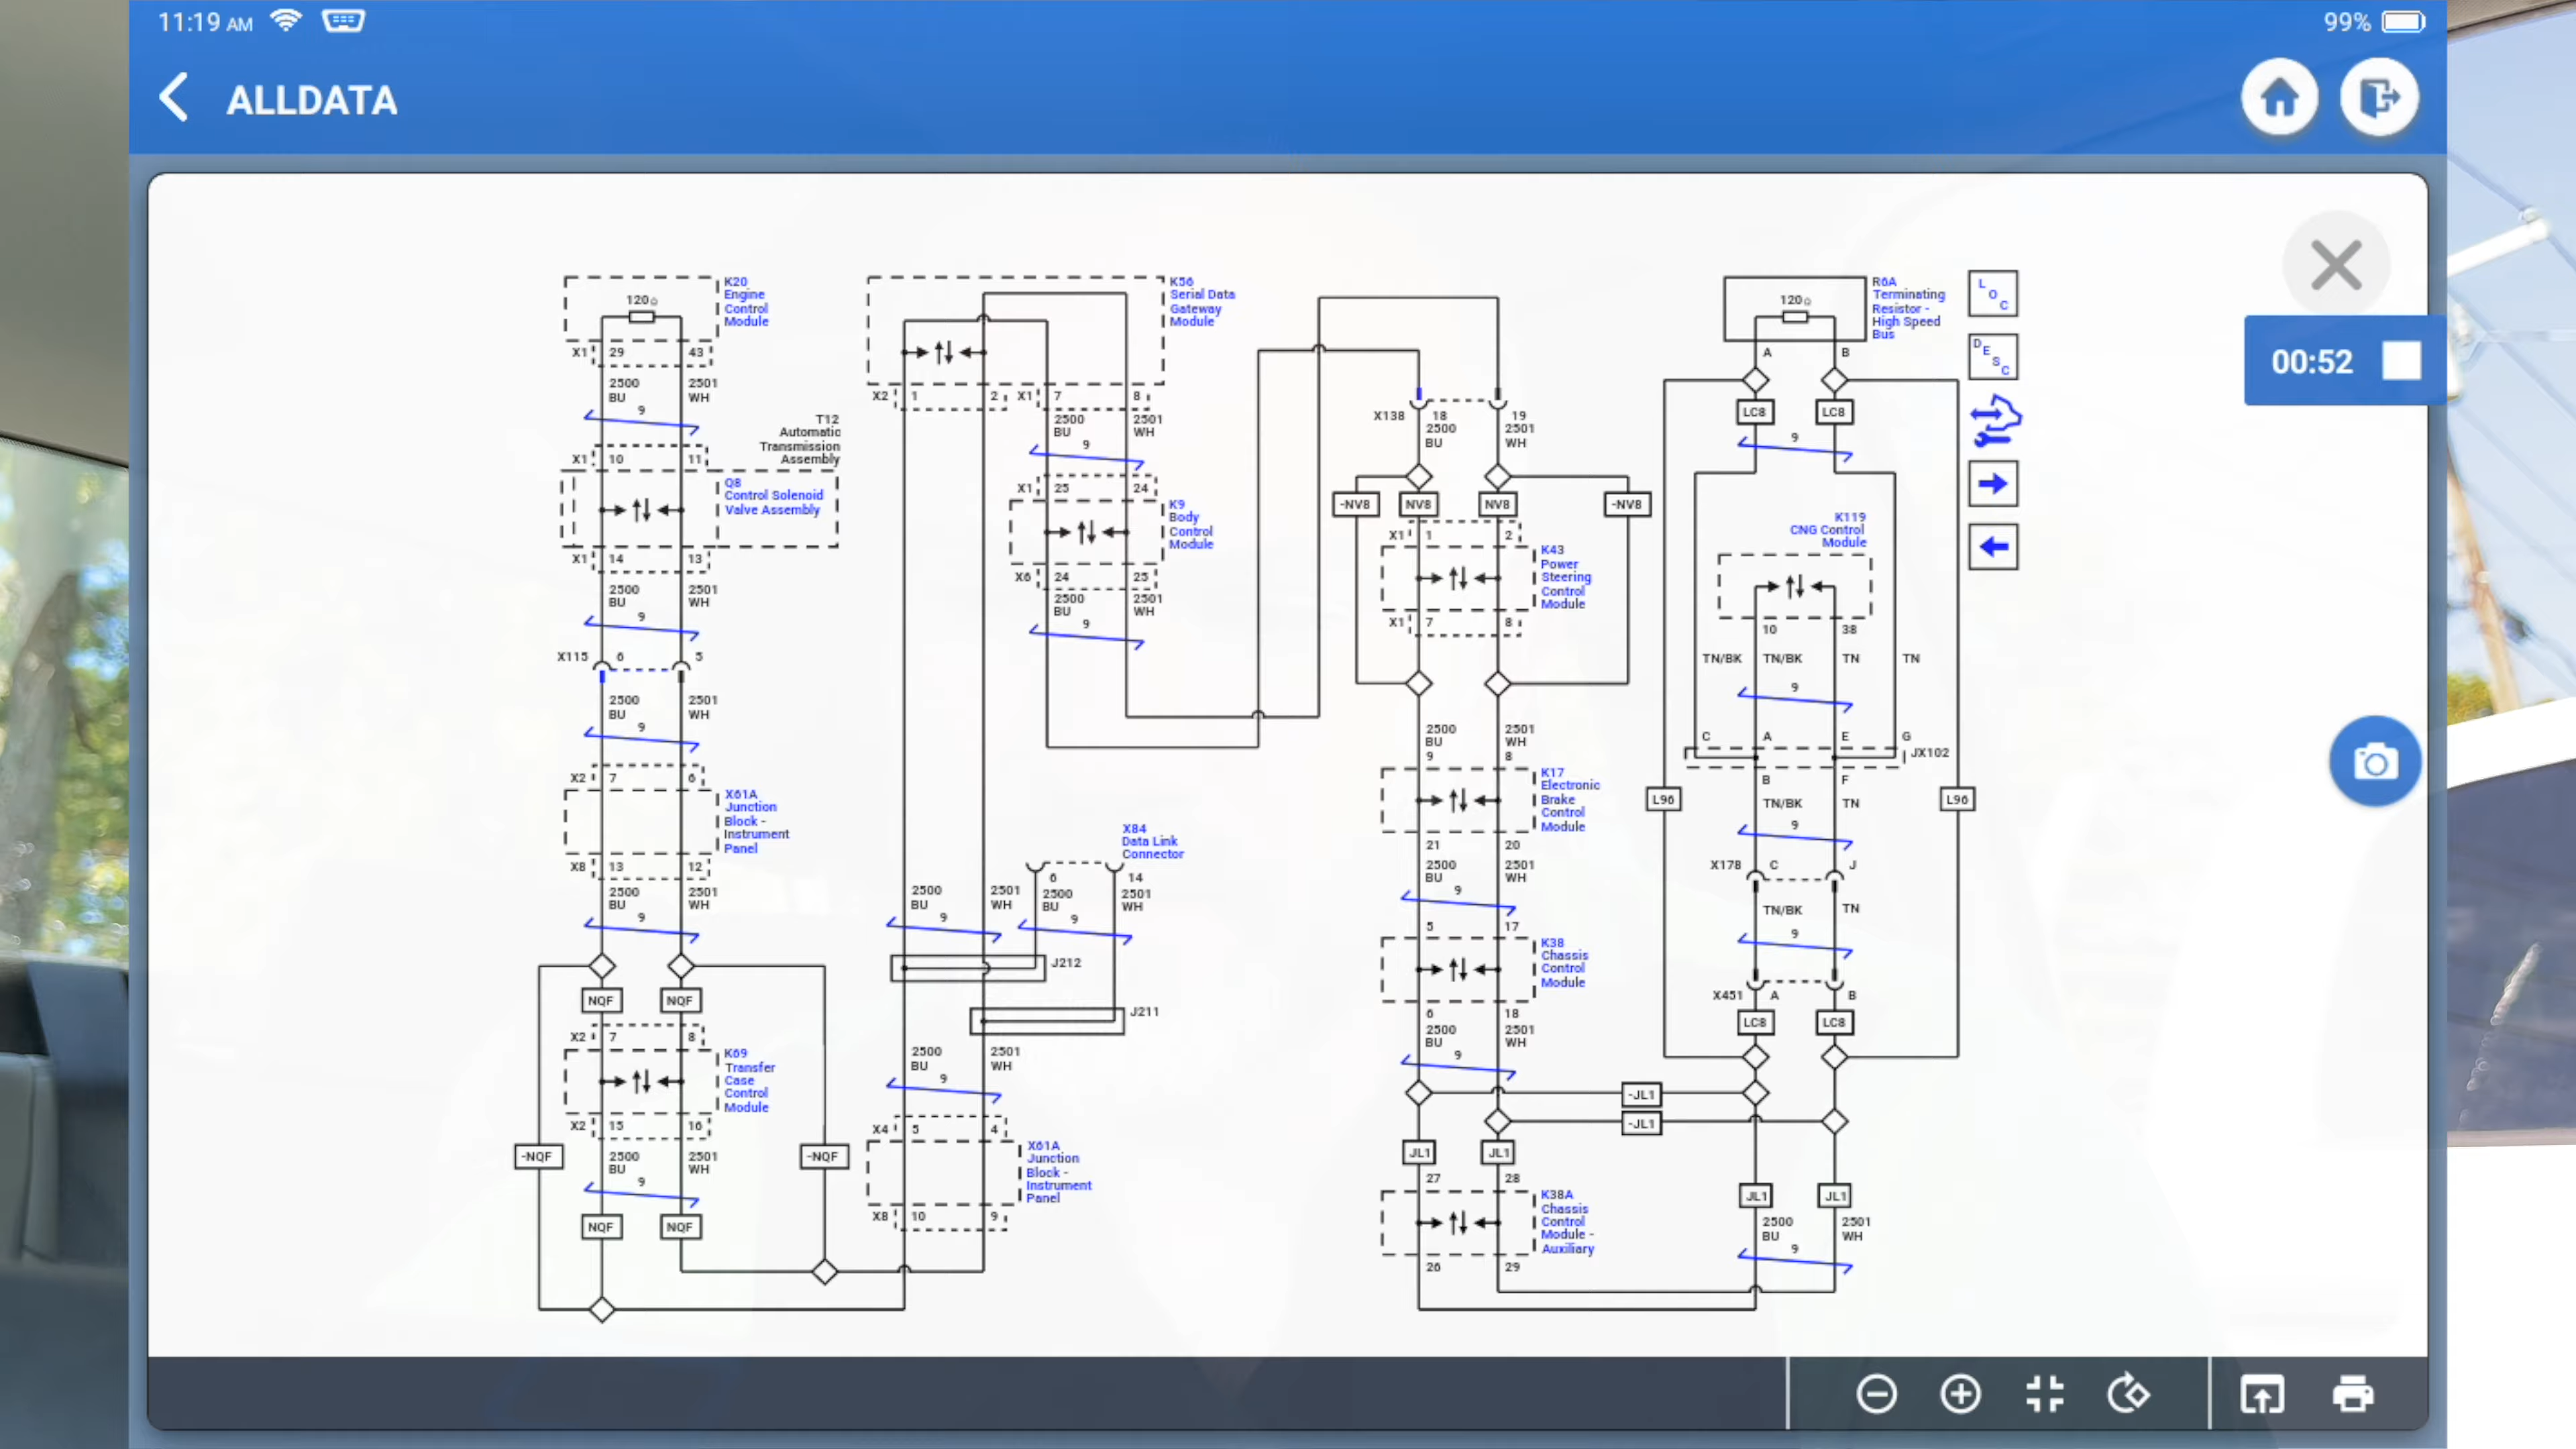 11:19 AM
99%
ALLDATA
00:52
K20
Engine
Control
Module
120Ω
X1 29 43
2500 2501
BU WH
9
T12
Automatic
Transmission
Assembly
X1 10 11
Q8
Control Solenoid
Valve Assembly
X1 14 13
2500 2501
BU WH
9
X115 6 5
2500 2501
BU WH
9
X2 7 6
X61A
Junction
Block -
Instrument
Panel
X8 13 12
2500 2501
BU WH
9
NQF NQF
X2 7 8
K69
Transfer
Case
Control
Module
X2 15 16
-NQF -NQF
2500 2501
BU WH
9
NQF NQF
K56
Serial Data
Gateway
Module
X2 1 2 X1 7 8
2500 2501
BU WH
9
X1 25 24
K9
Body
Control
Module
X6 24 25
2500 2501
BU WH
9
X84
Data Link
Connector
6 14
2500 2501 2500 2501
BU WH BU WH
9 9
J212
J211
2500 2501
BU WH
9
X4 5 4
X61A
Junction
Block -
Instrument
Panel
X8 10 9
X138 18 19
2500 2501
BU WH
-NV8 NV8 NV8 -NV8
X1 1 2
K43
Power
Steering
Control
Module
X1 7 8
2500 2501
BU WH
9 8
K17
Electronic
Brake
Control
Module
21 20
2500 2501
BU WH
9
5 17
K38
Chassis
Control
Module
6 18
2500 2501
BU WH
9
-JL1
-JL1
JL1 JL1
27 28
K38A
Chassis
Control
Module -
Auxiliary
26 29
R6A
Terminating
Resistor -
High Speed
Bus
120Ω
A B
LC8 LC8
9
K119
CNG Control
Module
10 38
TN/BK TN/BK TN TN
9
C A E G
JX102
B F
L96 L96
TN/BK TN
9
X178 C J
TN/BK TN
9
X451 A B
LC8 LC8
JL1 JL1
2500 2501
BU WH
9
LOC
DESC